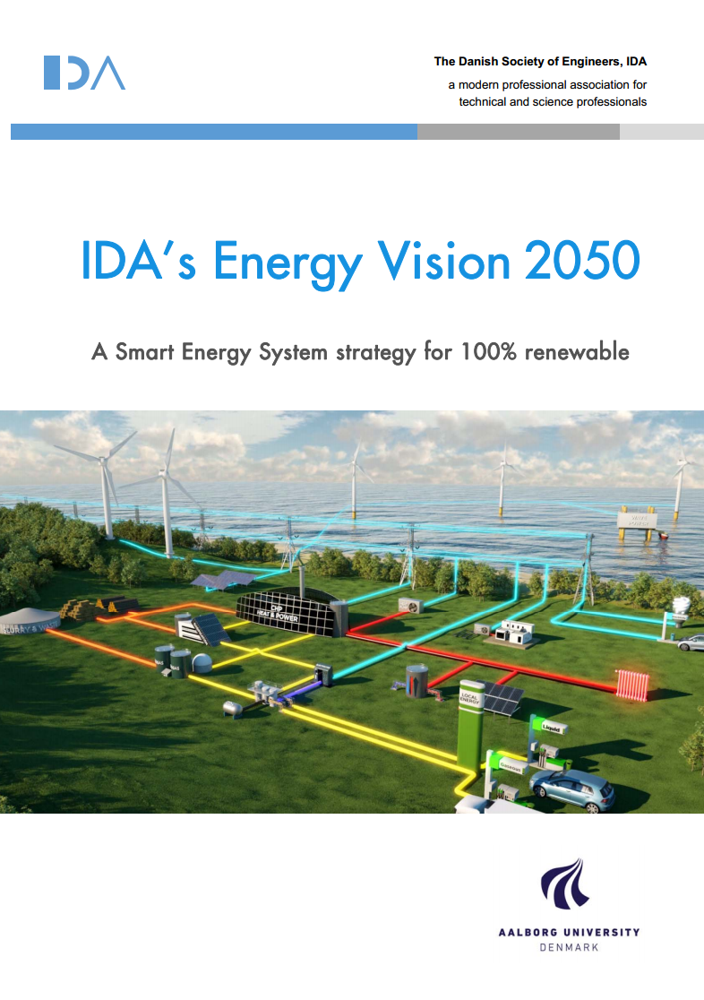 IDA
The Danish Society of Engineers, IDA
a modern professional association for
technical and science professionals
IDA's Energy Vision 2050
A Smart Energy System strategy for 100% renewable
WAVE
POWER
CHP
HEAT & POWER
SLURRY & WASTE
LOCAL
ENERGY
Liquid
Gaseous
AALBORG UNIVERSITY
DENMARK